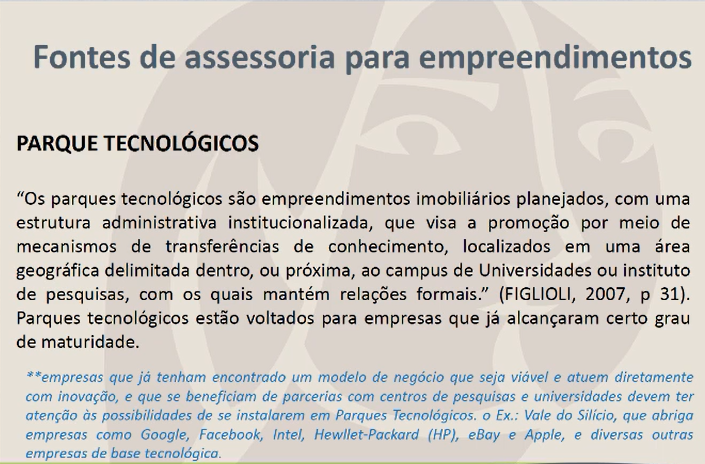 Fontes de assessoria para empreendimentos
PARQUE TECNOLÓGICOS
“Os parques tecnológicos são empreendimentos imobiliários planejados, com uma
estrutura administrativa institucionalizada, que visa a promoção por meio de
mecanismos de transferências de conhecimento, localizados em uma área
geográfica delimitada dentro, ou próxima, ao campus de Universidades ou instituto
de pesquisas, com os quais mantém relações formais.” (FIGLIOLI, 2007, p 31).
Parques tecnológicos estão voltados para empresas que já alcançaram certo grau
de maturidade.
**empresas que já tenham encontrado um modelo de negócio que seja viável e atuem diretamente
com inovação, e que se beneficiam de parcerias com centros de pesquisas e universidades devem ter
atenção às possibilidades de se instalarem em Parques Tecnológicos. o Ex.: Vale do Silício, que abriga
empresas como Google, Facebook, Intel, Hewllet-Packard (HP), eBay e Apple, e diversas outras
empresas de base tecnológica.